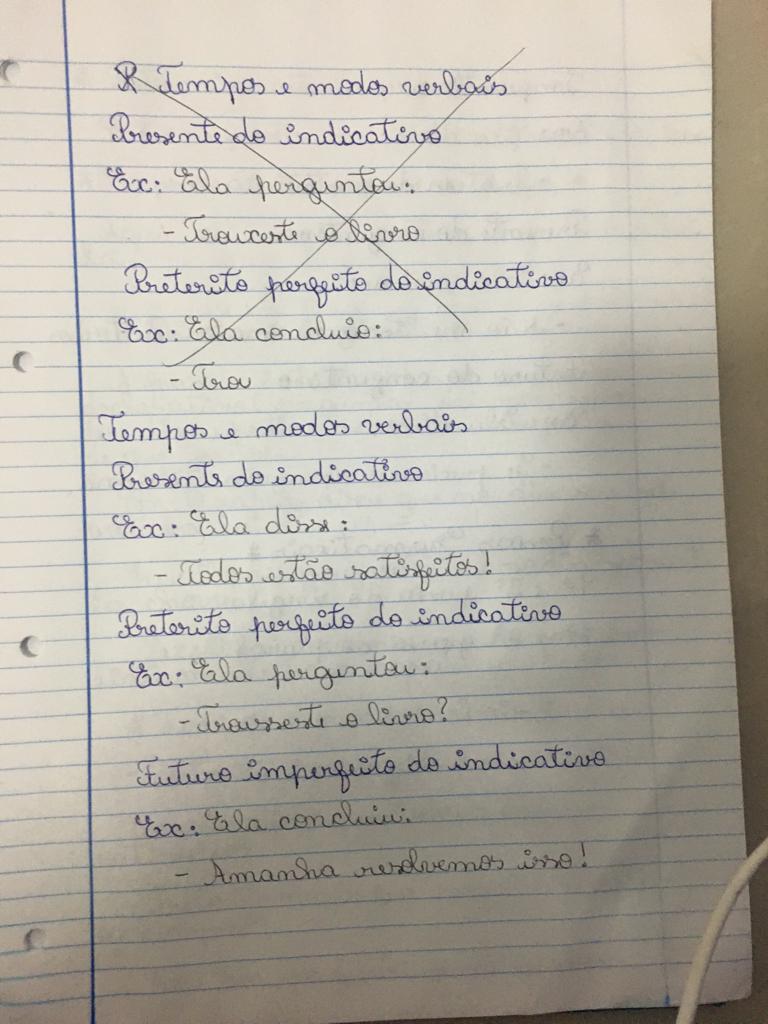 Tempos e modos verbais
Presente do indicativo
Ex: Ela perguntou:
- Trouxeste o livro
Preterito perfeito do indicativo
Ex: Ela concluio:
- Trou
Tempos e modos verbais
Presente do indicativo
Ex: Ela disse:
- Todos estão satisfeitos!
Preterito perfeito do indicativo
Ex: Ela perguntou:
- Trousseste o livro?
Futuro imperfeito do indicativo
Ex: Ela concluiu:
- Amanha resolvemos isso!